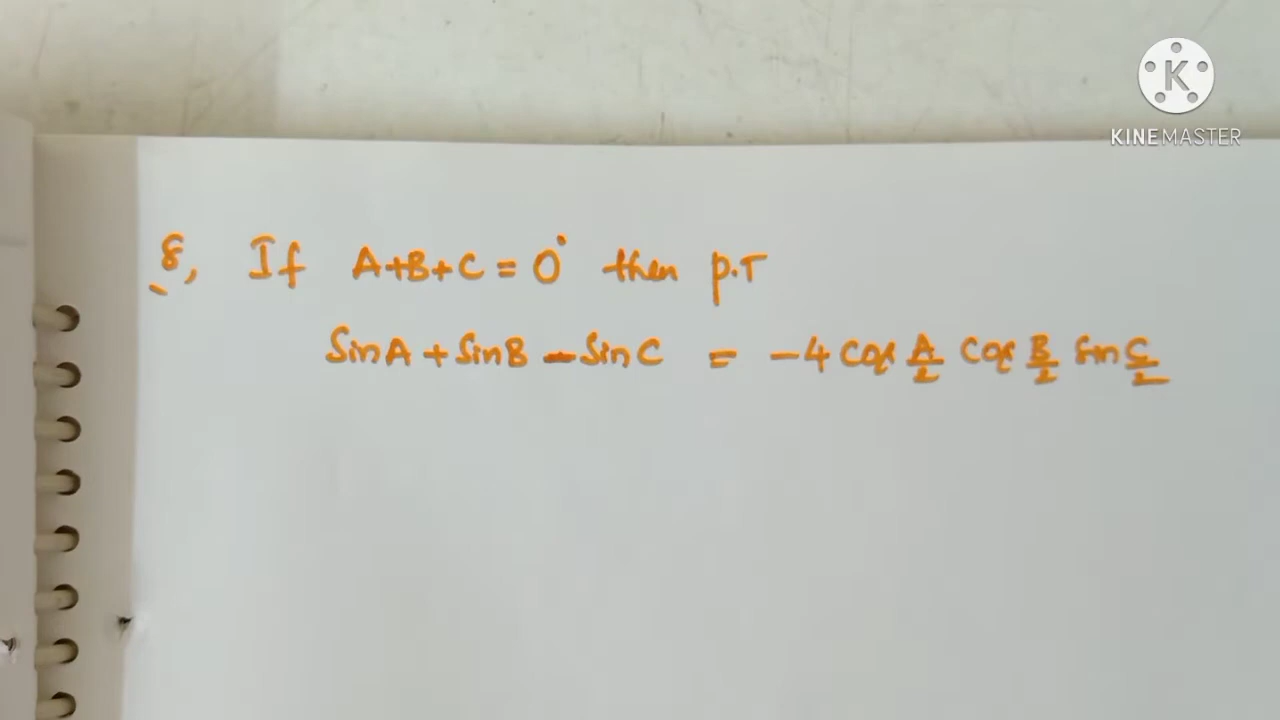 KINEMASTER
8, If A+B+C = 0° then p.T
SinA + SinB - SinC = -4 cos A/2 cos B/2 sin C/2